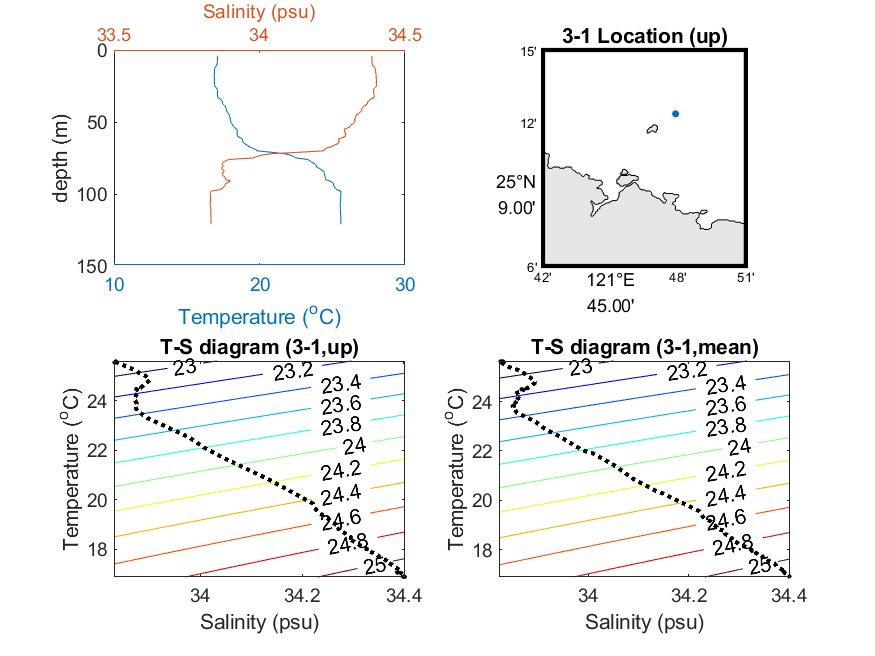 Salinity (psu)
33.5 34 34.5
0
50
100
150
depth (m)
10 20 30
Temperature (°C)
3-1 Location (up)
15'
12'
25°N
9.00'
6'
42' 121°E 48' 51'
45.00'
T-S diagram (3-1,up)
23
23.2
23.4
23.6
23.8
24
24.2
24.4
24.6
24.8
25
24
22
20
18
Temperature (°C)
34 34.2 34.4
Salinity (psu)
T-S diagram (3-1,mean)
23
23.2
23.4
23.6
23.8
24
24.2
24.4
24.6
24.8
25
24
22
20
18
Temperature (°C)
34 34.2 34.4
Salinity (psu)